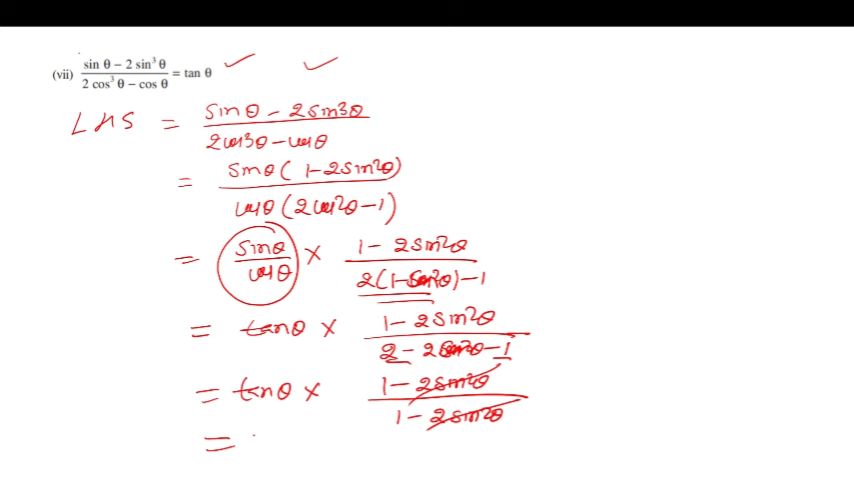 (vii) (sin θ − 2 sin³ θ)/(2 cos³ θ − cos θ) = tan θ
LHS = (sinθ − 2sin³θ)/(2cos³θ − cosθ)
= sinθ(1−2sin²θ)/cosθ(2cos²θ−1)
= sinθ/cosθ × (1−2sin²θ)/(2(1−sin²θ)−1)
= tanθ × (1−2sin²θ)/(2−2sin²θ−1)
= tanθ × (1−2sin²θ)/(1−2sin²θ)
=